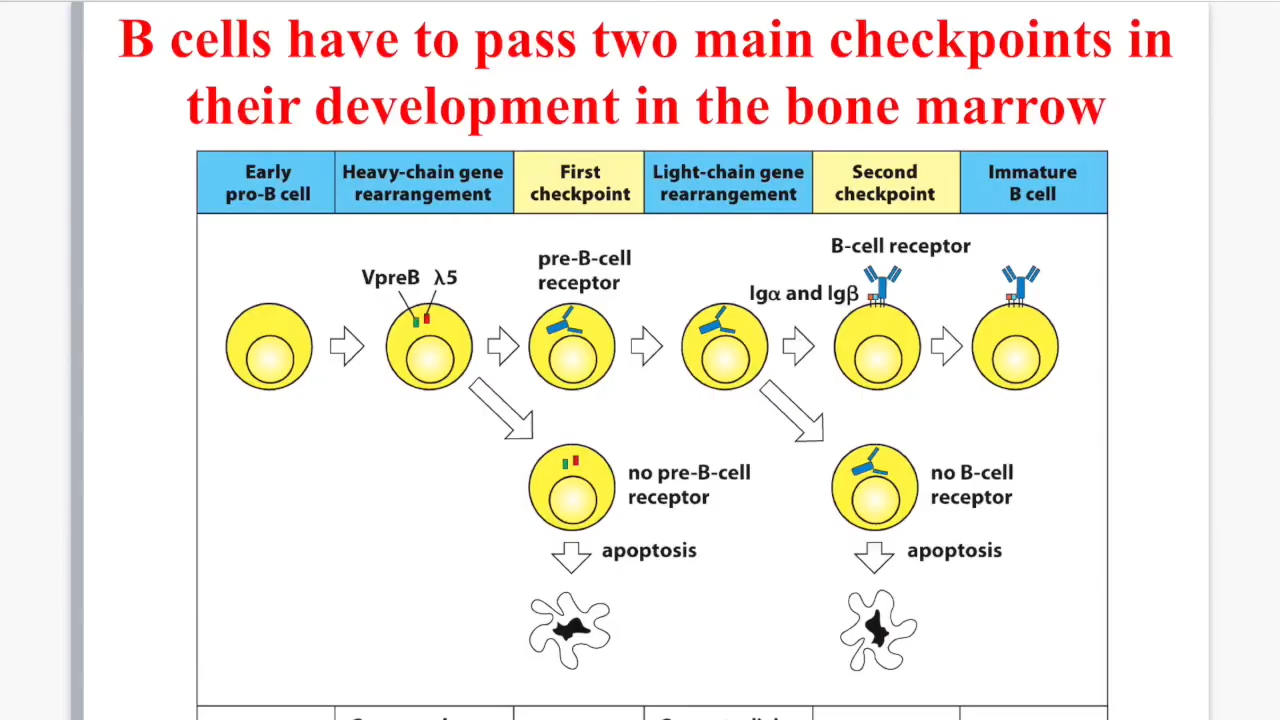 B cells have to pass two main checkpoints in
their development in the bone marrow
Early
pro-B cell
Heavy-chain gene
rearrangement
First
checkpoint
Light-chain gene
rearrangement
Second
checkpoint
Immature
B cell
VpreB λ5
pre-B-cell
receptor
B-cell receptor
Igα and Igβ
no pre-B-cell
receptor
no B-cell
receptor
apoptosis
apoptosis